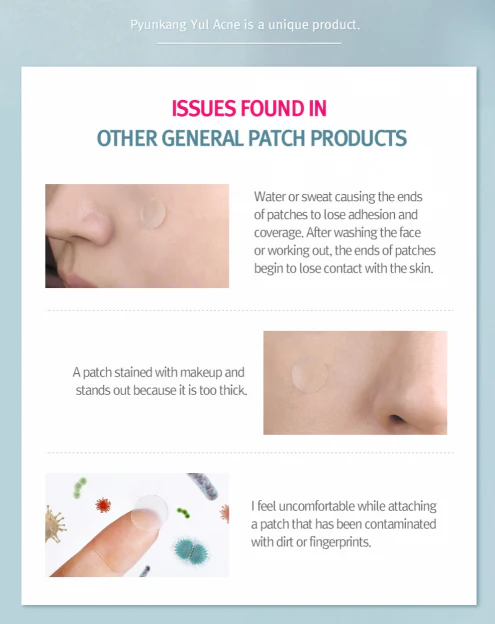 Pyunkang Yul Acne is a unique product.
ISSUES FOUND IN
OTHER GENERAL PATCH PRODUCTS
Water or sweat causing the ends
of patches to lose adhesion and
coverage. After washing the face
or working out, the ends of patches
begin to lose contact with the skin.
A patch stained with makeup and
stands out because it is too thick.
I feel uncomfortable while attaching
a patch that has been contaminated
with dirt or fingerprints.